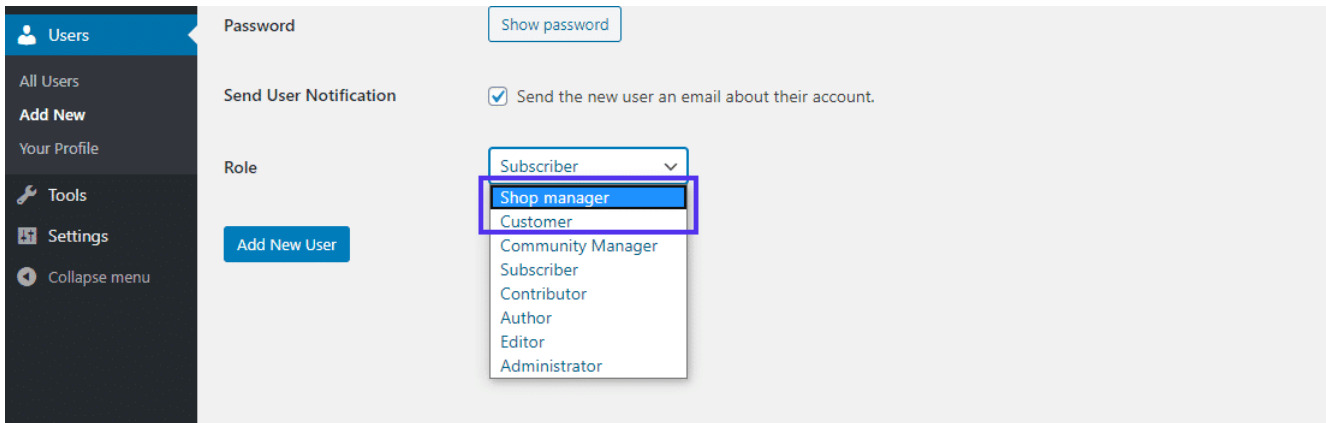 Users
All Users
Add New
Your Profile
Tools
Settings
Collapse menu
Password
Show password
Send User Notification
Send the new user an email about their account.
Role
Subscriber
Shop manager
Customer
Community Manager
Subscriber
Contributor
Author
Editor
Administrator
Add New User